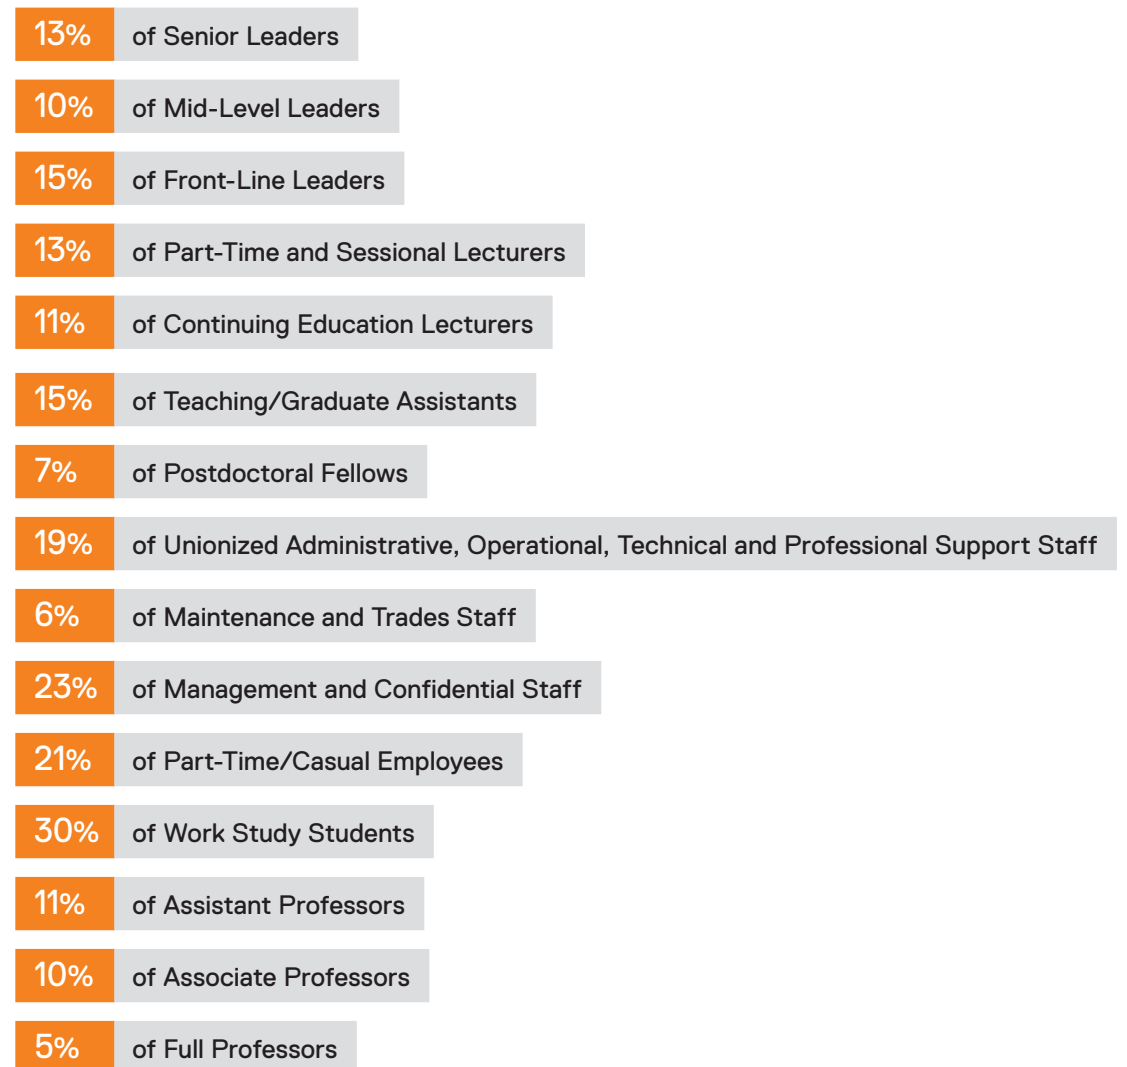 13% of Senior Leaders
10% of Mid-Level Leaders
15% of Front-Line Leaders
13% of Part-Time and Sessional Lecturers
11% of Continuing Education Lecturers
15% of Teaching/Graduate Assistants
7% of Postdoctoral Fellows
19% of Unionized Administrative, Operational, Technical and Professional Support Staff
6% of Maintenance and Trades Staff
23% of Management and Confidential Staff
21% of Part-Time/Casual Employees
30% of Work Study Students
11% of Assistant Professors
10% of Associate Professors
5% of Full Professors